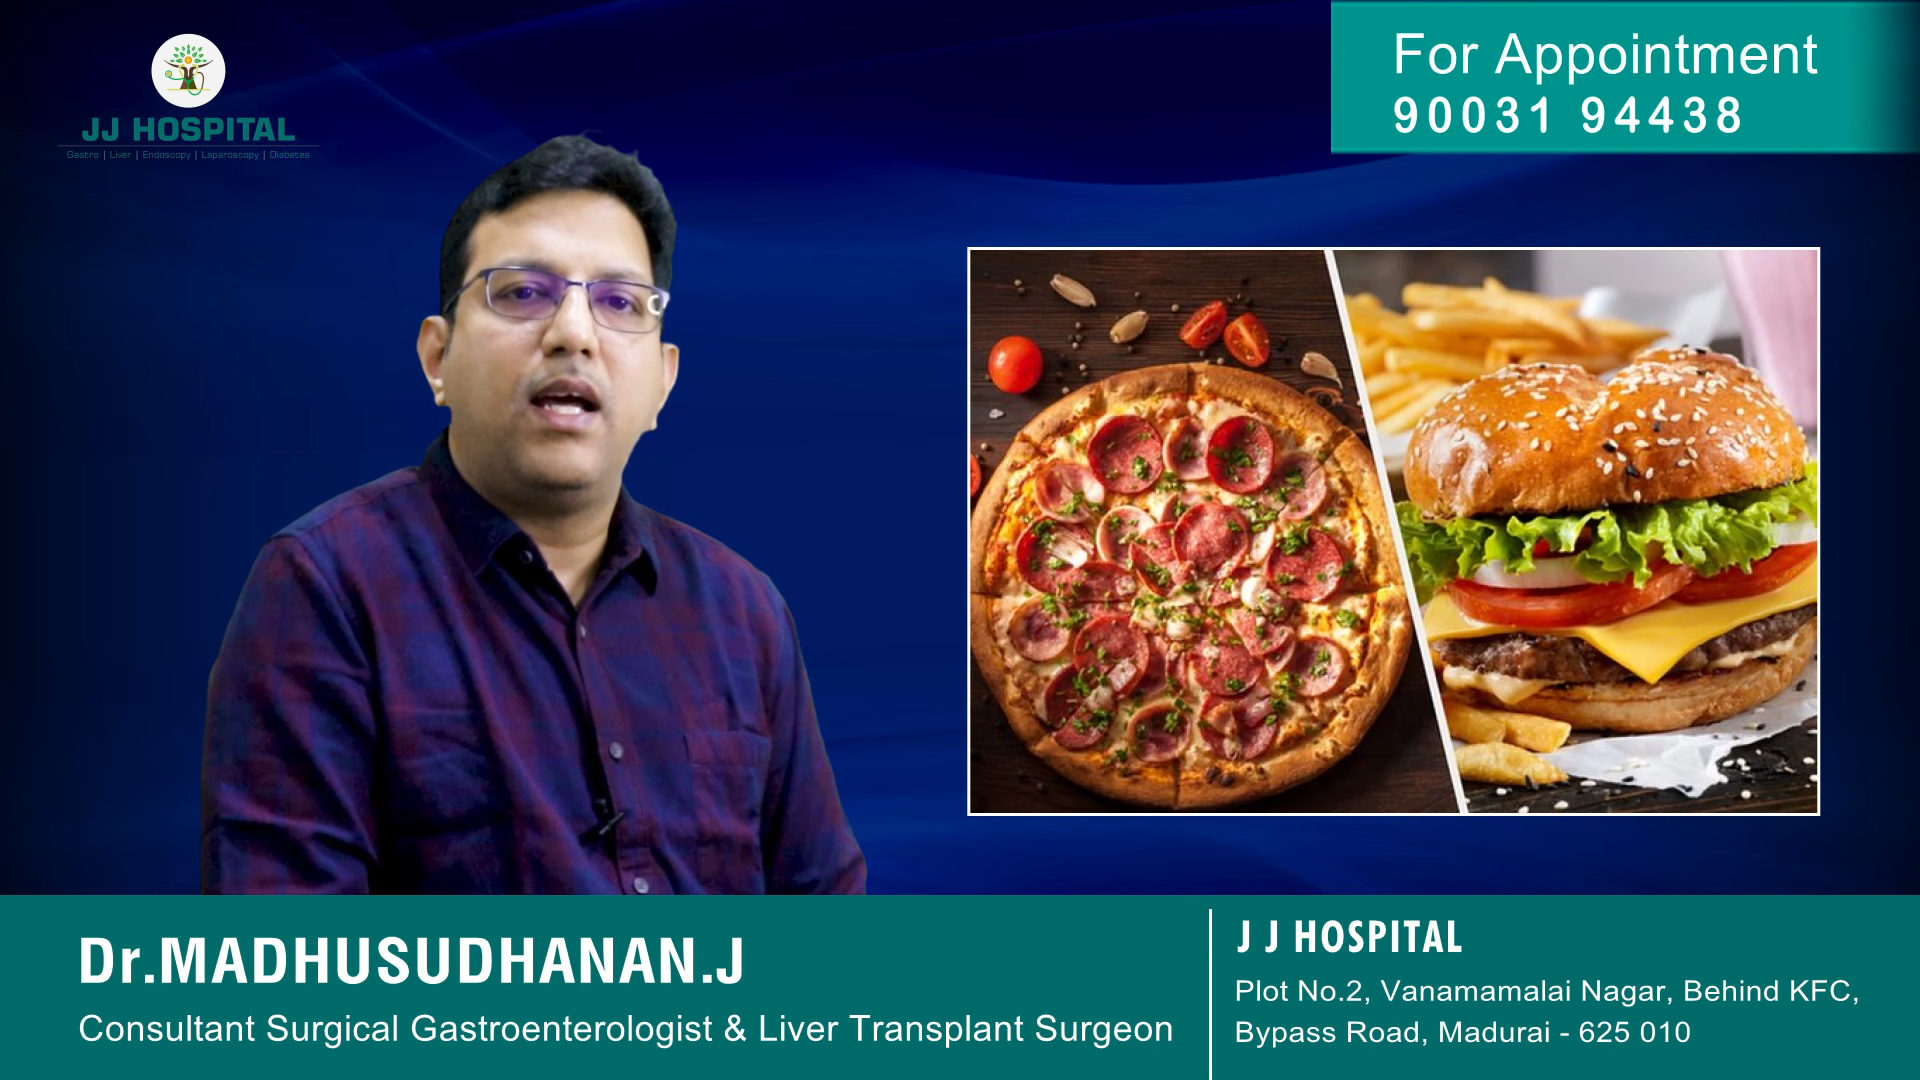 JJ HOSPITAL
Gastro | Liver | Endoscopy | Laparoscopy | Diabetes
For Appointment
90031 94438
Dr.MADHUSUDHANAN.J
Consultant Surgical Gastroenterologist & Liver Transplant Surgeon
J J HOSPITAL
Plot No.2, Vanamamalai Nagar, Behind KFC,
Bypass Road, Madurai - 625 010